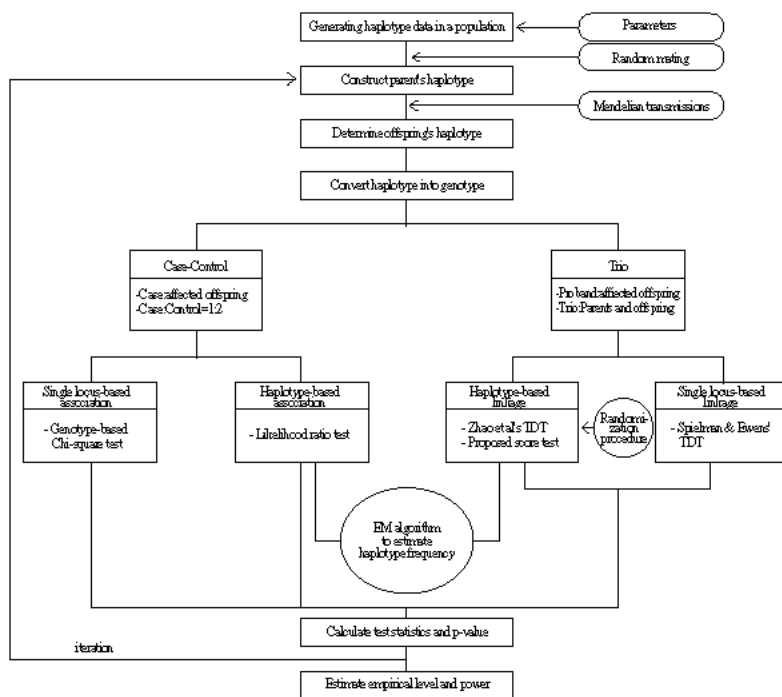 Generating haplotype data in a population
Parameters
Random mating
Construct parent's haplotype
Mendelian transmissions
Determine offspring's haplotype
Convert haplotype into genotype
Case-Control
-Case:affected offspring
-Case:Control=1:2
Trio
-Proband:affected offspring
-Trio:Parents and offspring
Single locus-based
association
- Genotype-based
Chi-square test
Haplotype-based
association
- Likelihood ratio test
Haplotype-based
linkage
- Zhao et al's TDT
- Proposed score test
Randomi-
zation
procedure
Single locus-based
linkage
- Spielman & Ewens'
TDT
EM algorithm
to estimate
haplotype frequency
Calculate test statistics and p-value
iteration
Estimate empirical level and power